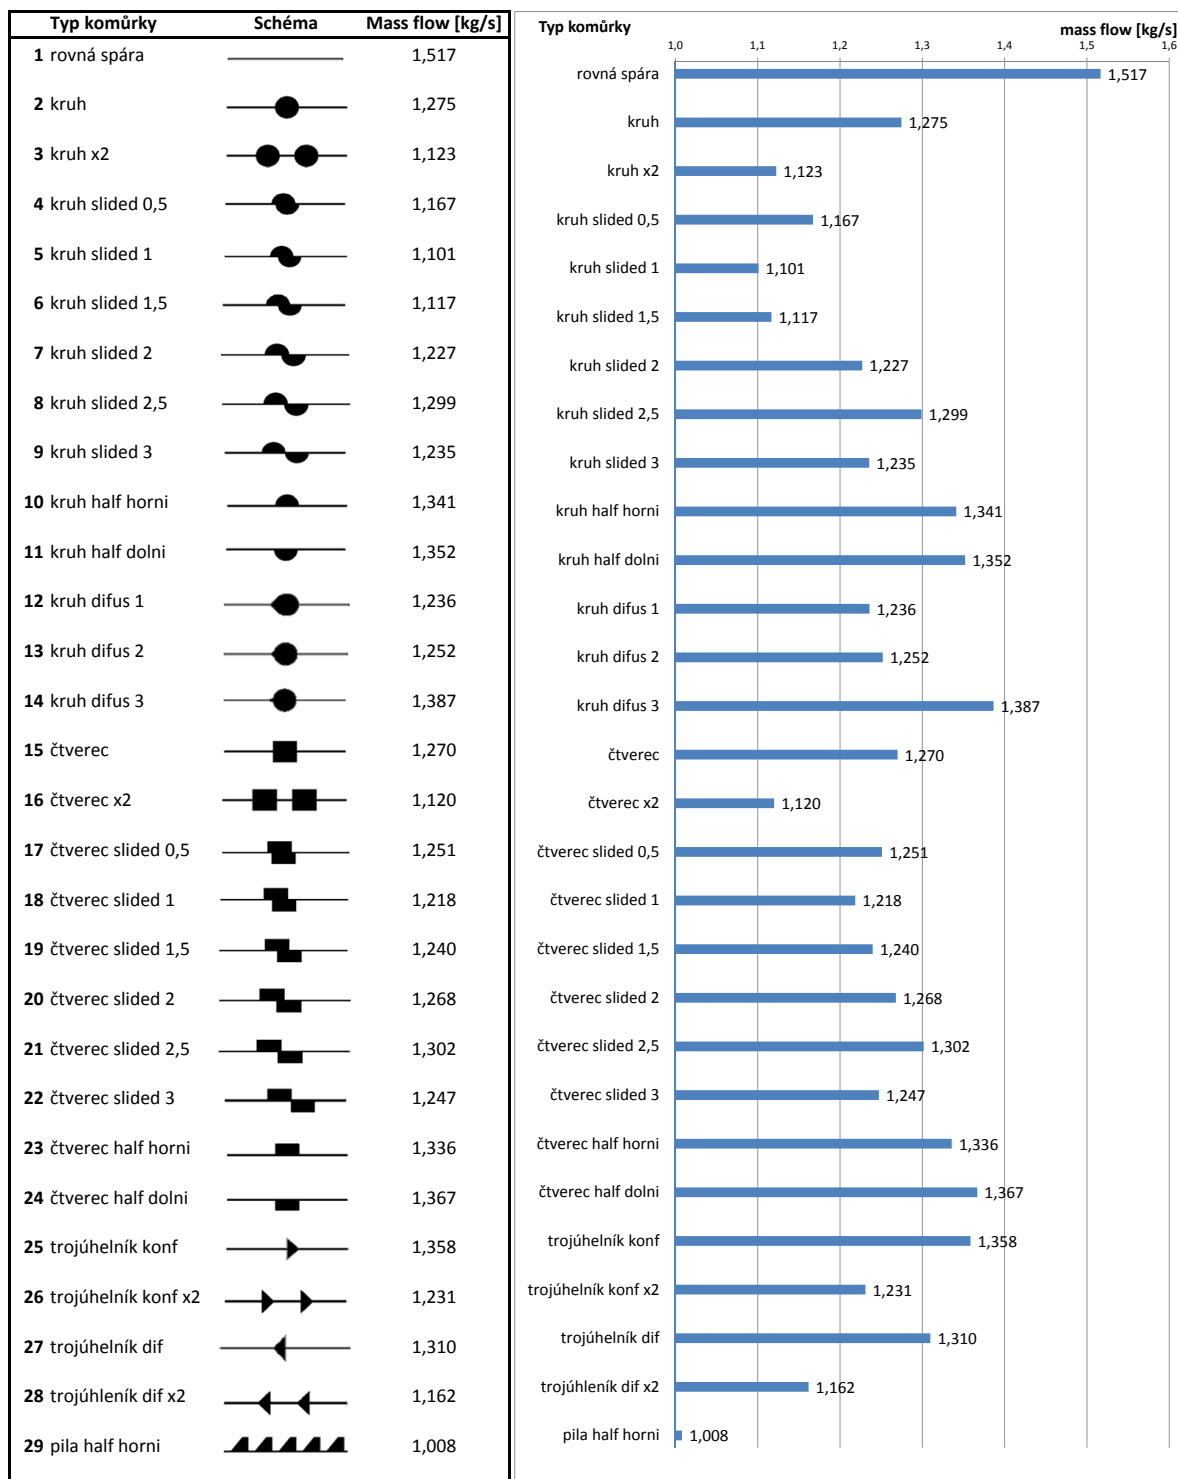 Typ komůrky Schéma Mass flow [kg/s]
1 rovná spára 1,517
2 kruh 1,275
3 kruh x2 1,123
4 kruh slided 0,5 1,167
5 kruh slided 1 1,101
6 kruh slided 1,5 1,117
7 kruh slided 2 1,227
8 kruh slided 2,5 1,299
9 kruh slided 3 1,235
10 kruh half horni 1,341
11 kruh half dolni 1,352
12 kruh difus 1 1,236
13 kruh difus 2 1,252
14 kruh difus 3 1,387
15 čtverec 1,270
16 čtverec x2 1,120
17 čtverec slided 0,5 1,251
18 čtverec slided 1 1,218
19 čtverec slided 1,5 1,240
20 čtverec slided 2 1,268
21 čtverec slided 2,5 1,302
22 čtverec slided 3 1,247
23 čtverec half horni 1,336
24 čtverec half dolni 1,367
25 trojúhelník konf 1,358
26 trojúhelník konf x2 1,231
27 trojúhelník dif 1,310
28 trojúhleník dif x2 1,162
29 pila half horni 1,008
Typ komůrky mass flow [kg/s]
1,0 1,1 1,2 1,3 1,4 1,5 1,6
rovná spára 1,517
kruh 1,275
kruh x2 1,123
kruh slided 0,5 1,167
kruh slided 1 1,101
kruh slided 1,5 1,117
kruh slided 2 1,227
kruh slided 2,5 1,299
kruh slided 3 1,235
kruh half horni 1,341
kruh half dolni 1,352
kruh difus 1 1,236
kruh difus 2 1,252
kruh difus 3 1,387
čtverec 1,270
čtverec x2 1,120
čtverec slided 0,5 1,251
čtverec slided 1 1,218
čtverec slided 1,5 1,240
čtverec slided 2 1,268
čtverec slided 2,5 1,302
čtverec slided 3 1,247
čtverec half horni 1,336
čtverec half dolni 1,367
trojúhelník konf 1,358
trojúhelník konf x2 1,231
trojúhelník dif 1,310
trojúhleník dif x2 1,162
pila half horni 1,008